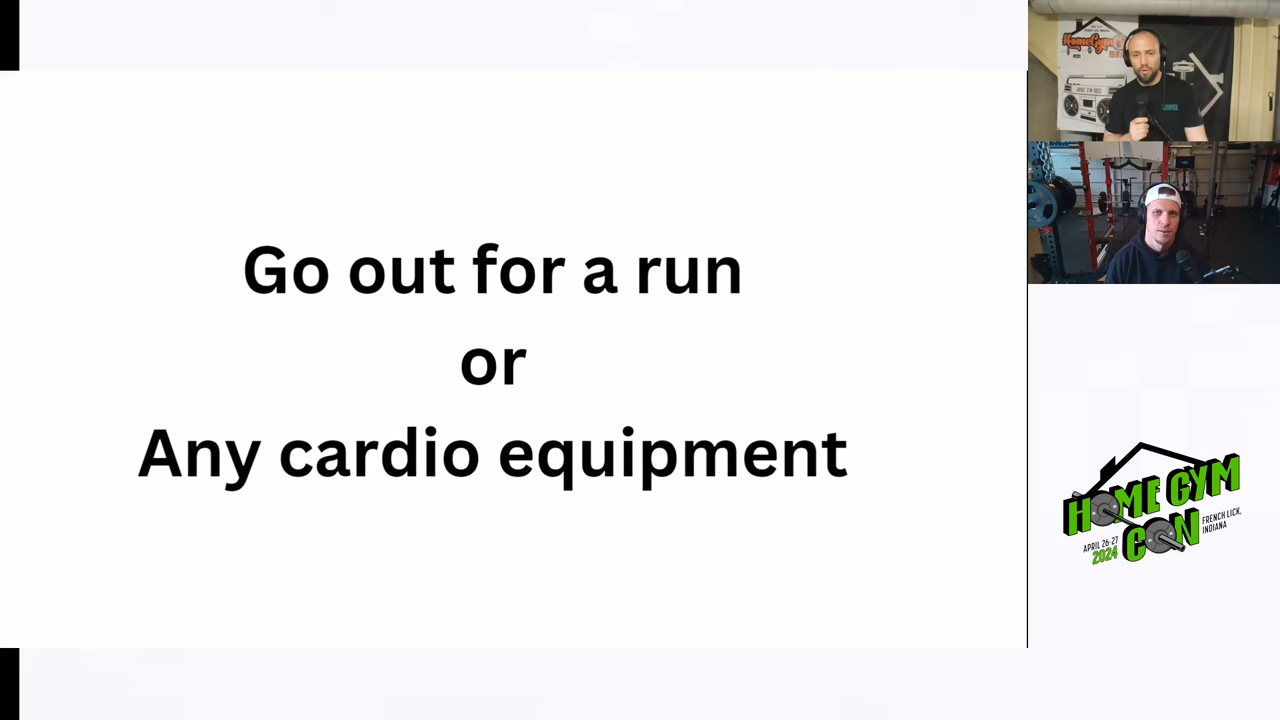 Go out for a run
or
Any cardio equipment
HOME GYM
CON
FRENCH LICK,
INDIANA
APRIL 26-27
2024